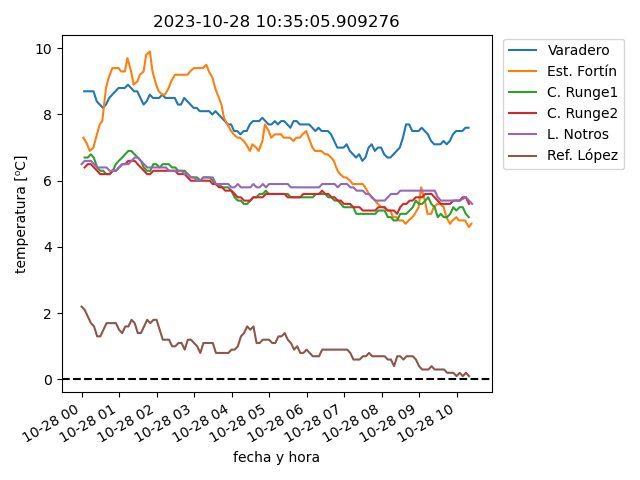 2023-10-28 10:35:05.909276
10
8
6
4
2
0
temperatura [°C]
10-28 00
10-28 01
10-28 02
10-28 03
10-28 04
10-28 05
10-28 06
10-28 07
10-28 08
10-28 09
10-28 10
fecha y hora
Varadero
Est. Fortín
C. Runge1
C. Runge2
L. Notros
Ref. López